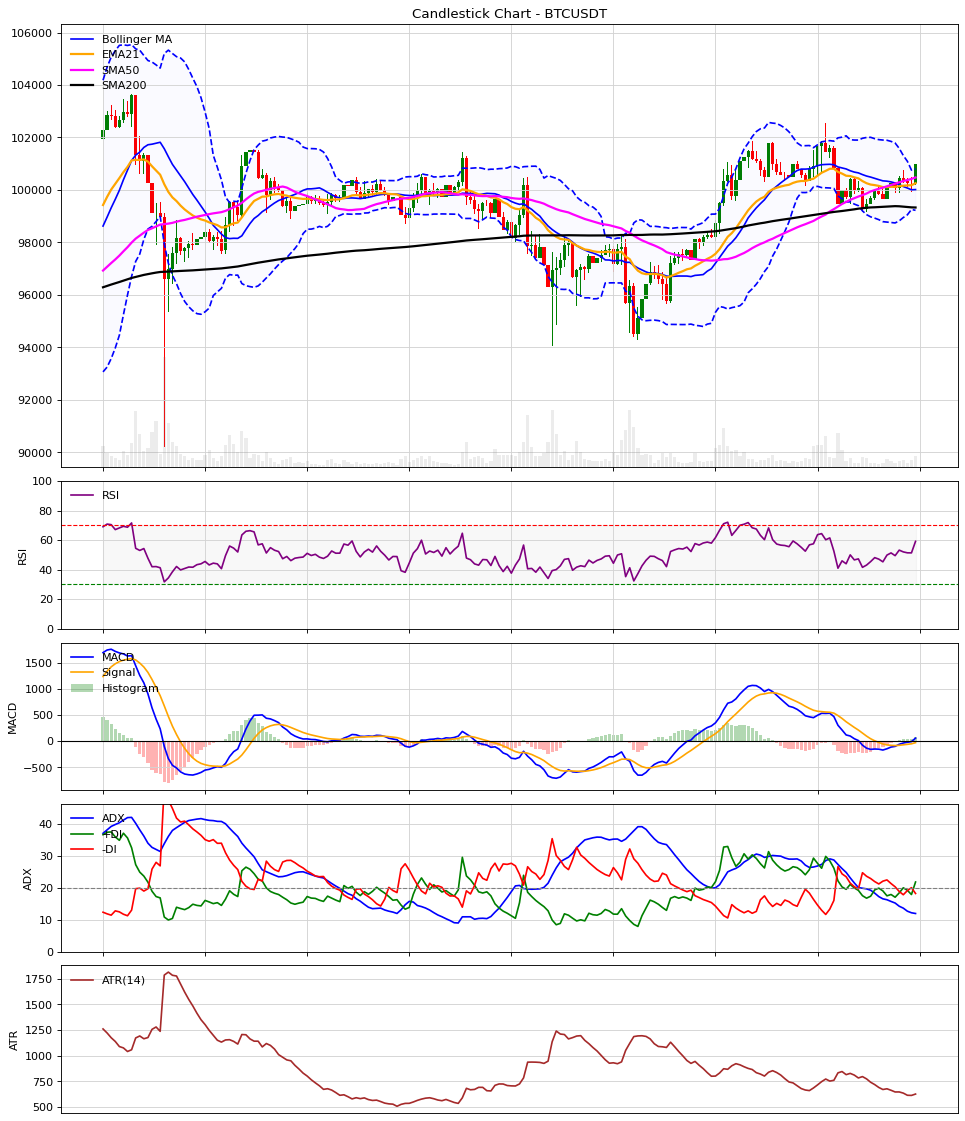 Candlestick Chart - BTCUSDT
106000
104000
102000
100000
98000
96000
94000
92000
90000
Bollinger MA
EMA21
SMA50
SMA200
100
80
60
40
20
0
RSI
RSI
1500
1000
500
0
−500
MACD
MACD
Signal
Histogram
40
30
20
10
0
ADX
ADX
+DI
-DI
1750
1500
1250
1000
750
500
ATR
ATR(14)